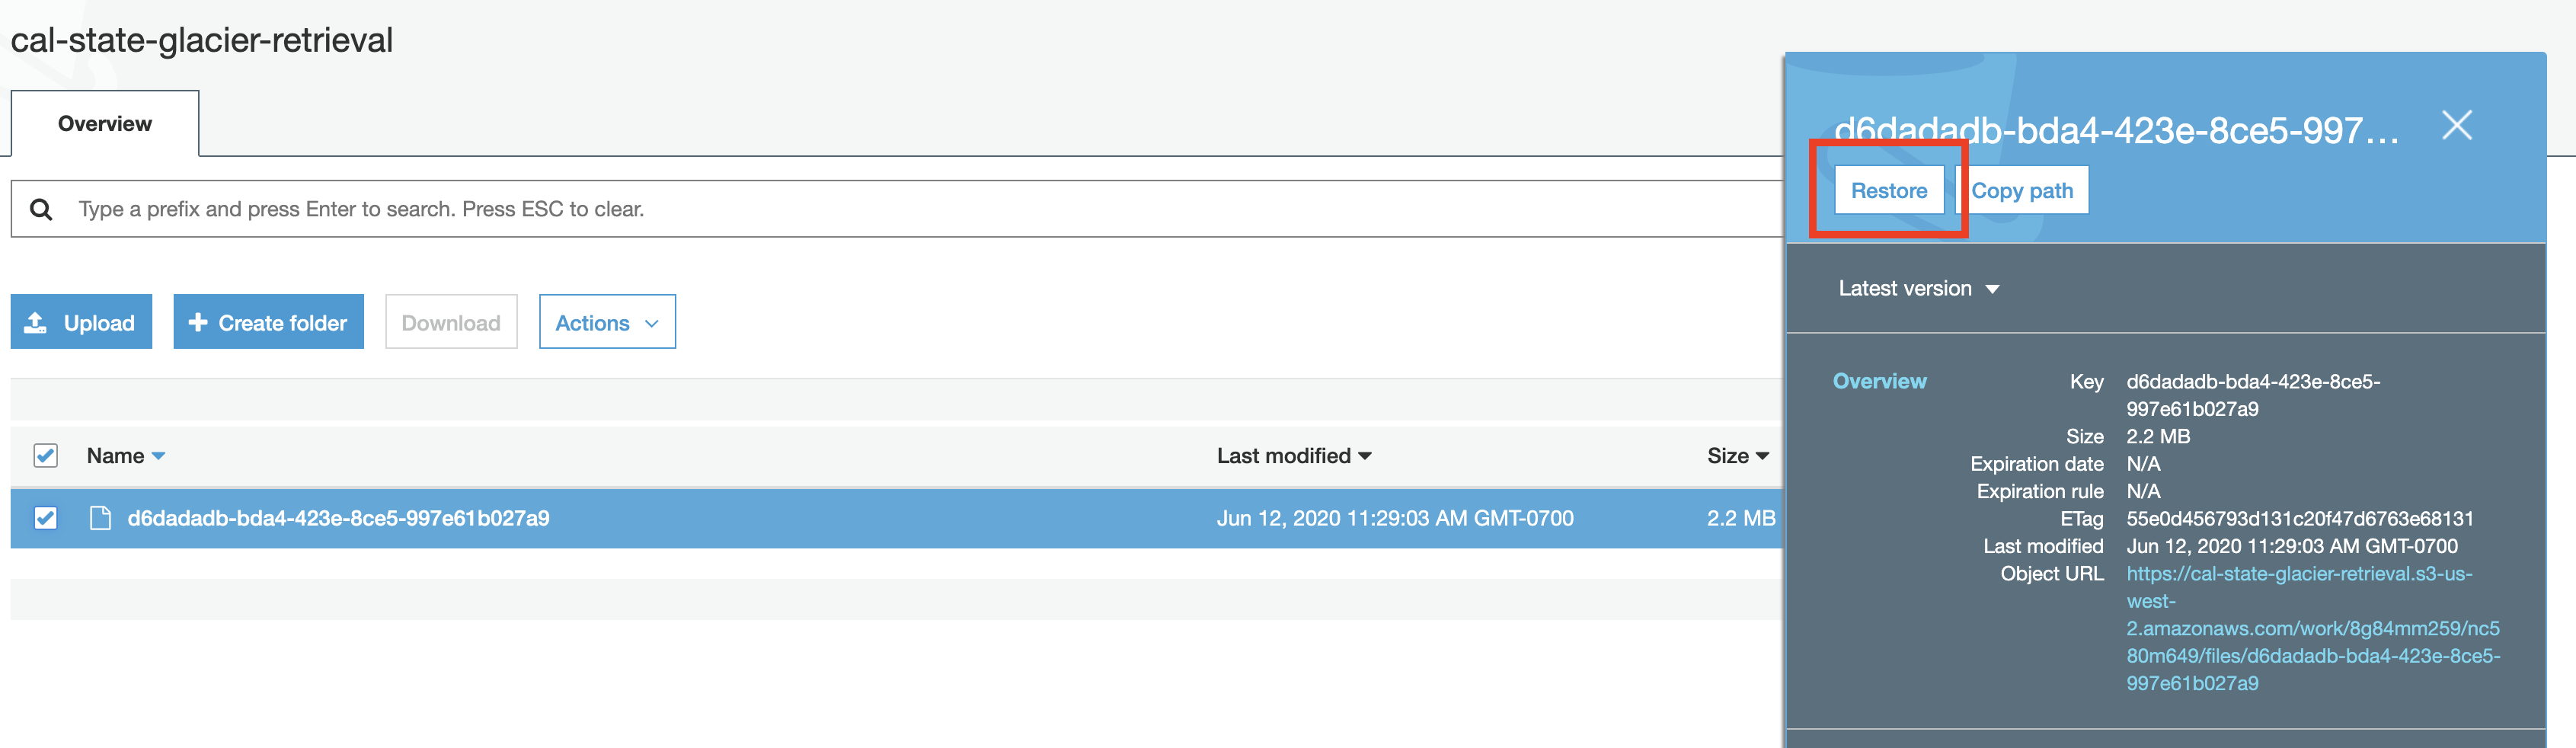 cal-state-glacier-retrieval
Overview
Type a prefix and press Enter to search. Press ESC to clear.
Upload
Create folder
Download
Actions
Name
Last modified
Size
d6dadadb-bda4-423e-8ce5-997e61b027a9
Jun 12, 2020 11:29:03 AM GMT-0700
2.2 MB
d6dadadb-bda4-423e-8ce5-997...
Restore
Copy path
Latest version
Overview
Key d6dadadb-bda4-423e-8ce5-
997e61b027a9
Size 2.2 MB
Expiration date N/A
Expiration rule N/A
ETag 55e0d456793d131c20f47d6763e68131
Last modified Jun 12, 2020 11:29:03 AM GMT-0700
Object URL https://cal-state-glacier-retrieval.s3-us-
west-
2.amazonaws.com/work/8g84mm259/nc5
80m649/files/d6dadadb-bda4-423e-8ce5-
997e61b027a9